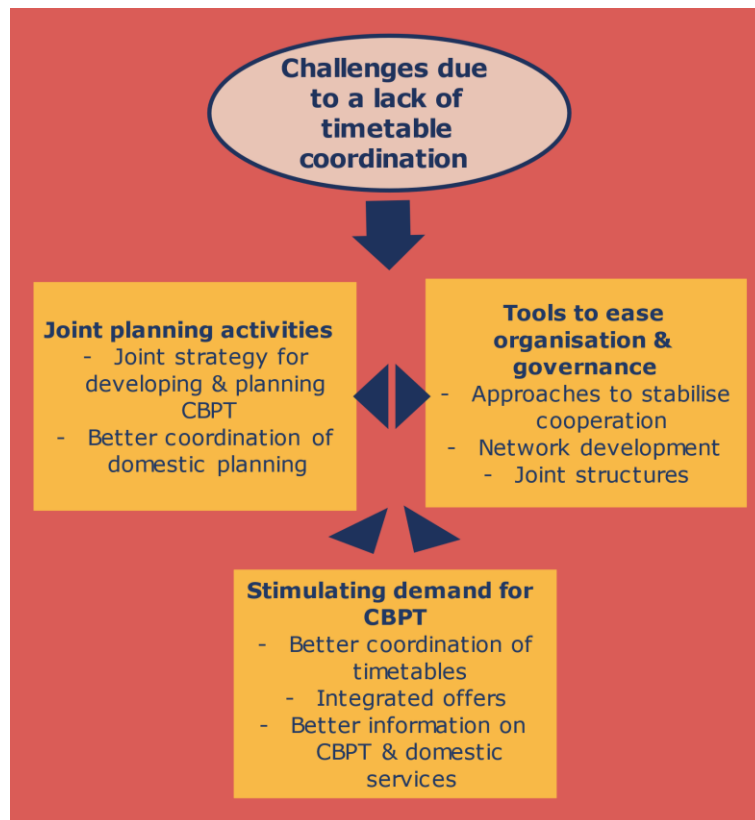 Challenges due
to a lack of
timetable
coordination
Joint planning activities
- Joint strategy for
developing & planning
CBPT
- Better coordination of
domestic planning
Tools to ease
organisation &
governance
- Approaches to stabilise
cooperation
- Network development
- Joint structures
Stimulating demand for
CBPT
- Better coordination of
timetables
- Integrated offers
- Better information on
CBPT & domestic
services